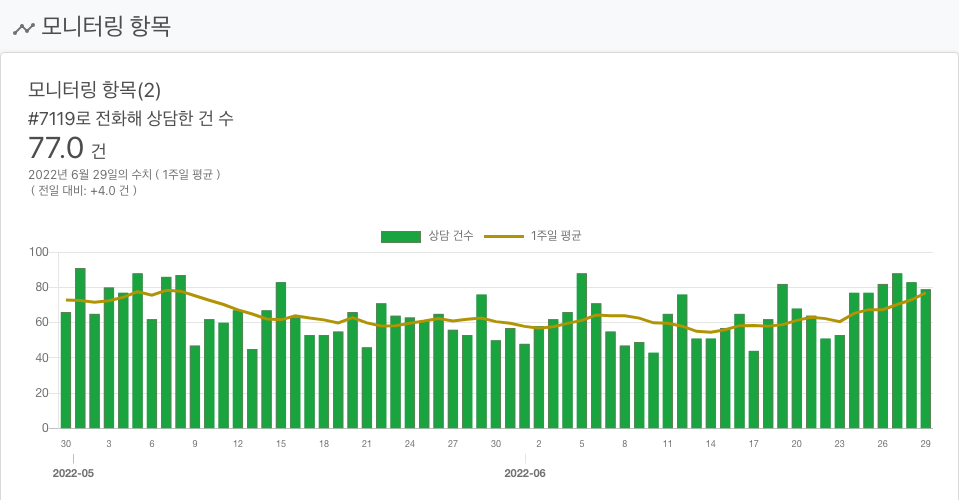 모니터링 항목
모니터링 항목(2)
#7119로 전화해 상담한 건 수
77.0 건
2022년 6월 29일의 수치 ( 1주일 평균 )
( 전일 대비: +4.0 건 )
상담 건수 1주일 평균
100
80
60
40
20
0
30 3 6 9 12 15 18 21 24 27 30 2 5 8 11 14 17 20 23 26 29
2022-05 2022-06